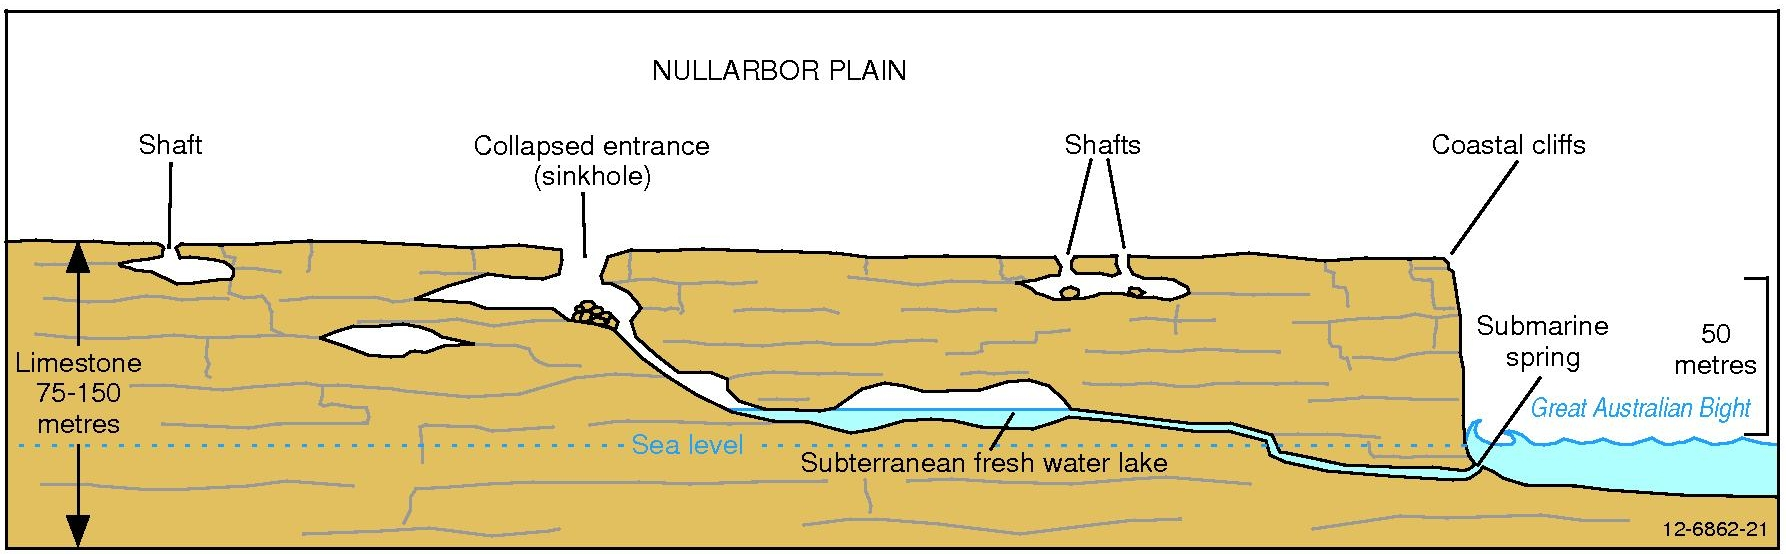 NULLARBOR PLAIN
Shaft
Collapsed entrance
(sinkhole)
Shafts
Coastal cliffs
Limestone
75-150
metres
Submarine
spring
50
metres
Great Australian Bight
Sea level
Subterranean fresh water lake
12-6862-21